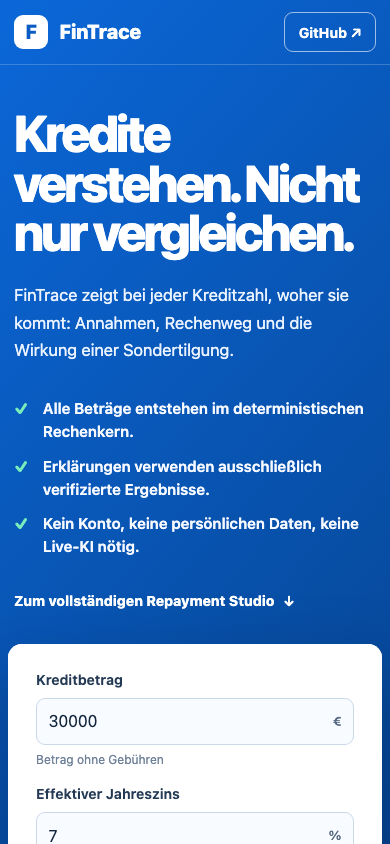 F FinTrace GitHub ↗
Kredite
verstehen. Nicht
nur vergleichen.
FinTrace zeigt bei jeder Kreditzahl, woher sie
kommt: Annahmen, Rechenweg und die
Wirkung einer Sondertilgung.
Alle Beträge entstehen im deterministischen
Rechenkern.
Erklärungen verwenden ausschließlich
verifizierte Ergebnisse.
Kein Konto, keine persönlichen Daten, keine
Live-KI nötig.
Zum vollständigen Repayment Studio ↓
Kreditbetrag
30000 €
Betrag ohne Gebühren
Effektiver Jahreszins
7 %